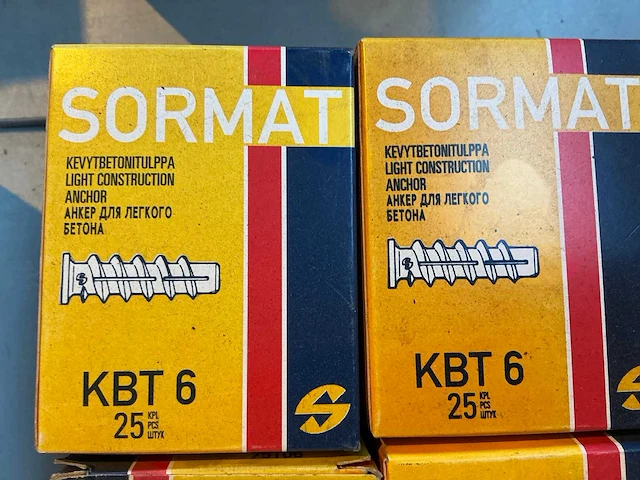 SORMAT
KEVYTBETONITULPPA
LIGHT CONSTRUCTION
ANCHOR
АНКЕР ДЛЯ ЛЕГКОГО
БЕТОНА
KBT 6
25 KPL
PCS
ШТУК
SORMAT
KEVYTBETONITULPPA
LIGHT CONSTRUCTION
ANCHOR
АНКЕР ДЛЯ ЛЕГКОГО
БЕТОНА
KBT 6
25 KPL
PCS
ШТУК